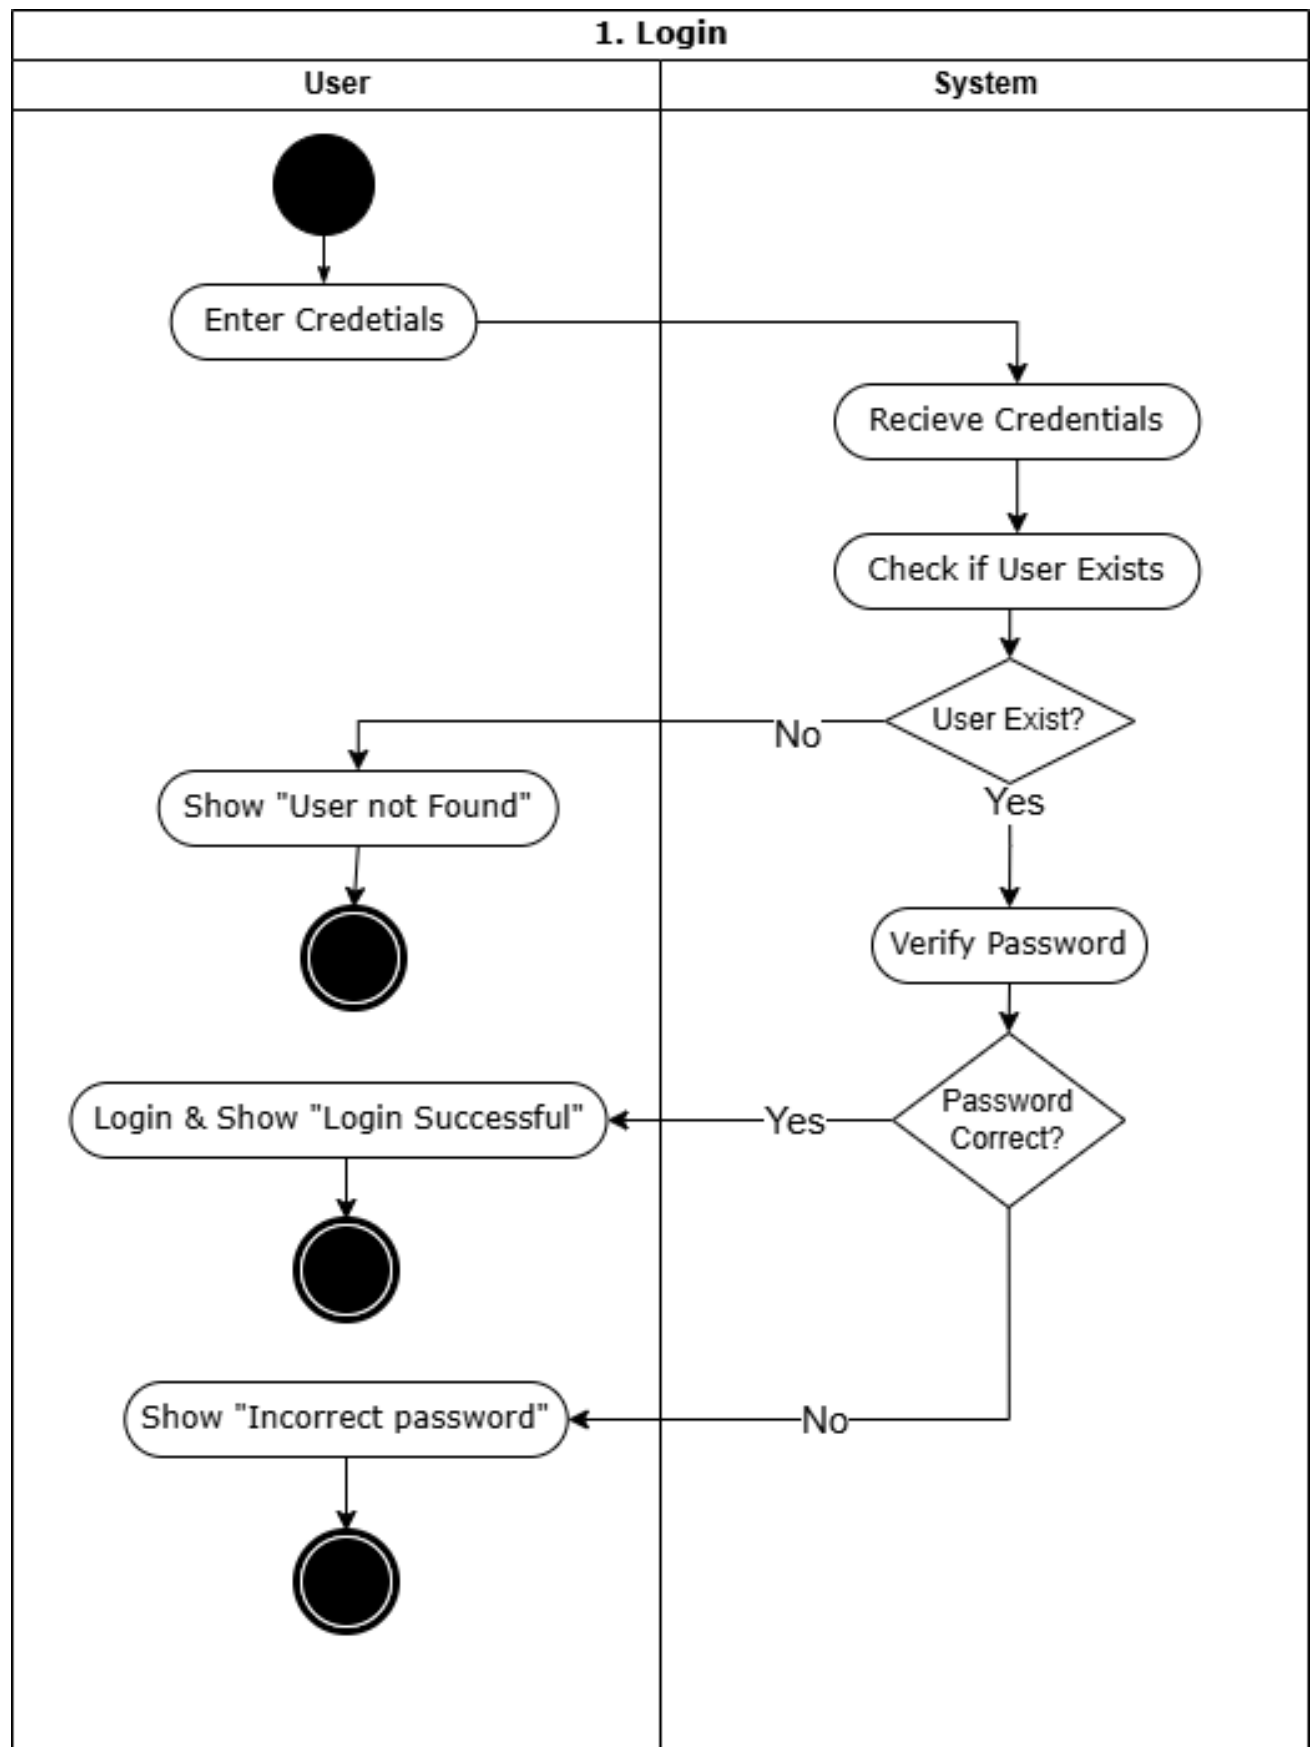 1. Login
User
System
Enter Credetials
Recieve Credentials
Check if User Exists
User Exist?
No
Yes
Show "User not Found"
Verify Password
Password
Correct?
Yes
Login & Show "Login Successful"
No
Show "Incorrect password"